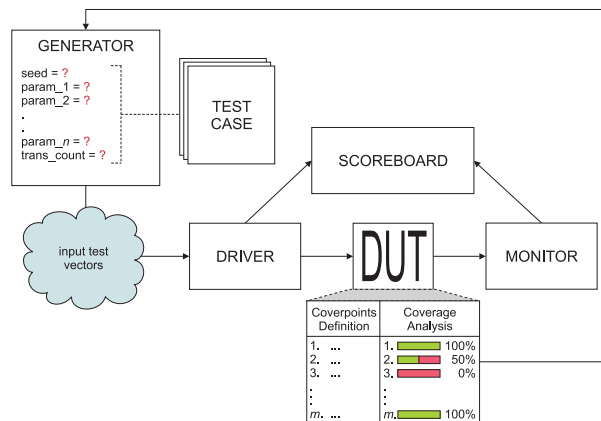 GENERATOR
seed = ?
param_1 = ?
param_2 = ?
.
.
param_n = ?
trans_count = ?
TEST
CASE
SCOREBOARD
input test
vectors
DRIVER
DUT
MONITOR
Coverpoints
Definition
Coverage
Analysis
1. ...
1. 100%
2. ...
2. 50%
3. ...
3. 0%
.
.
.
.
m. ...
m. 100%